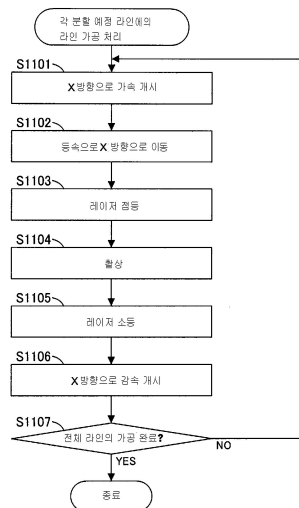 각 분할 예정 라인에의
라인 가공 처리
S1101
X방향으로 가속 개시
S1102
등속으로 X 방향으로 이동
S1103
레이저 점등
S1104
촬상
S1105
레이저 소등
S1106
X방향으로 감속 개시
S1107
전체 라인의 가공 완료?
NO
YES
종료